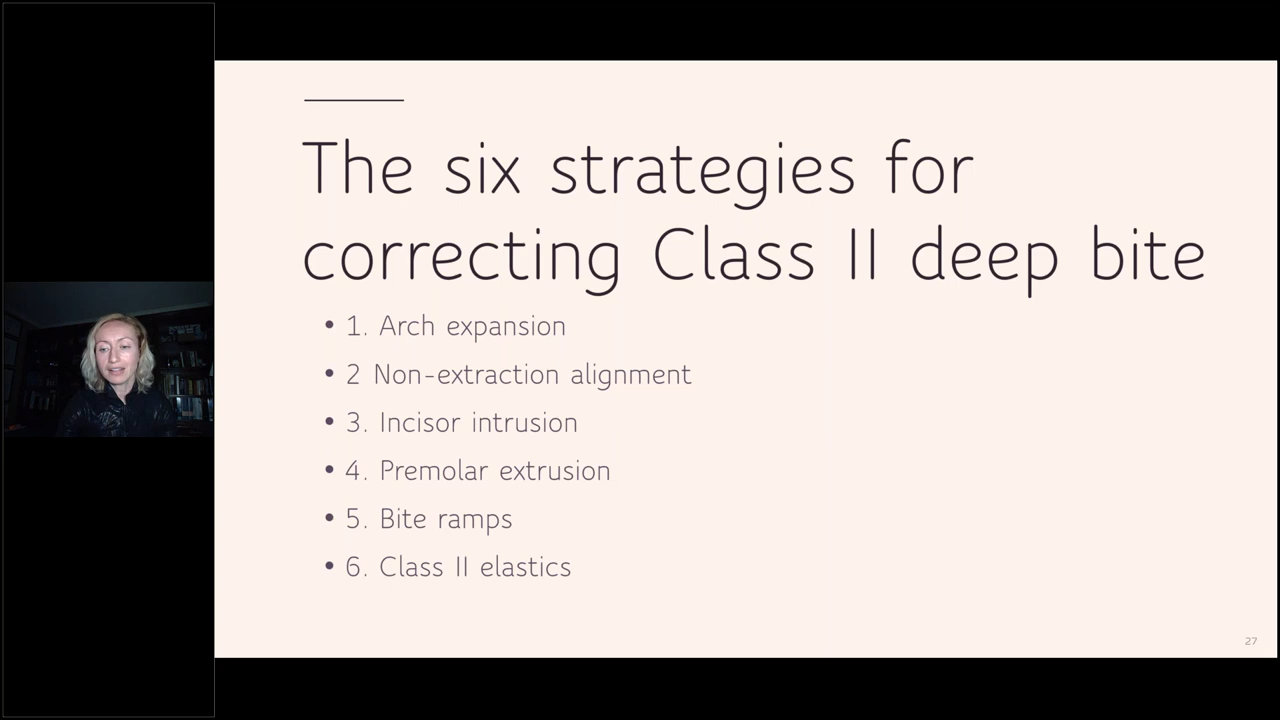 The six strategies for
correcting Class II deep bite
• 1. Arch expansion
• 2 Non-extraction alignment
• 3. Incisor intrusion
• 4. Premolar extrusion
• 5. Bite ramps
• 6. Class II elastics
27